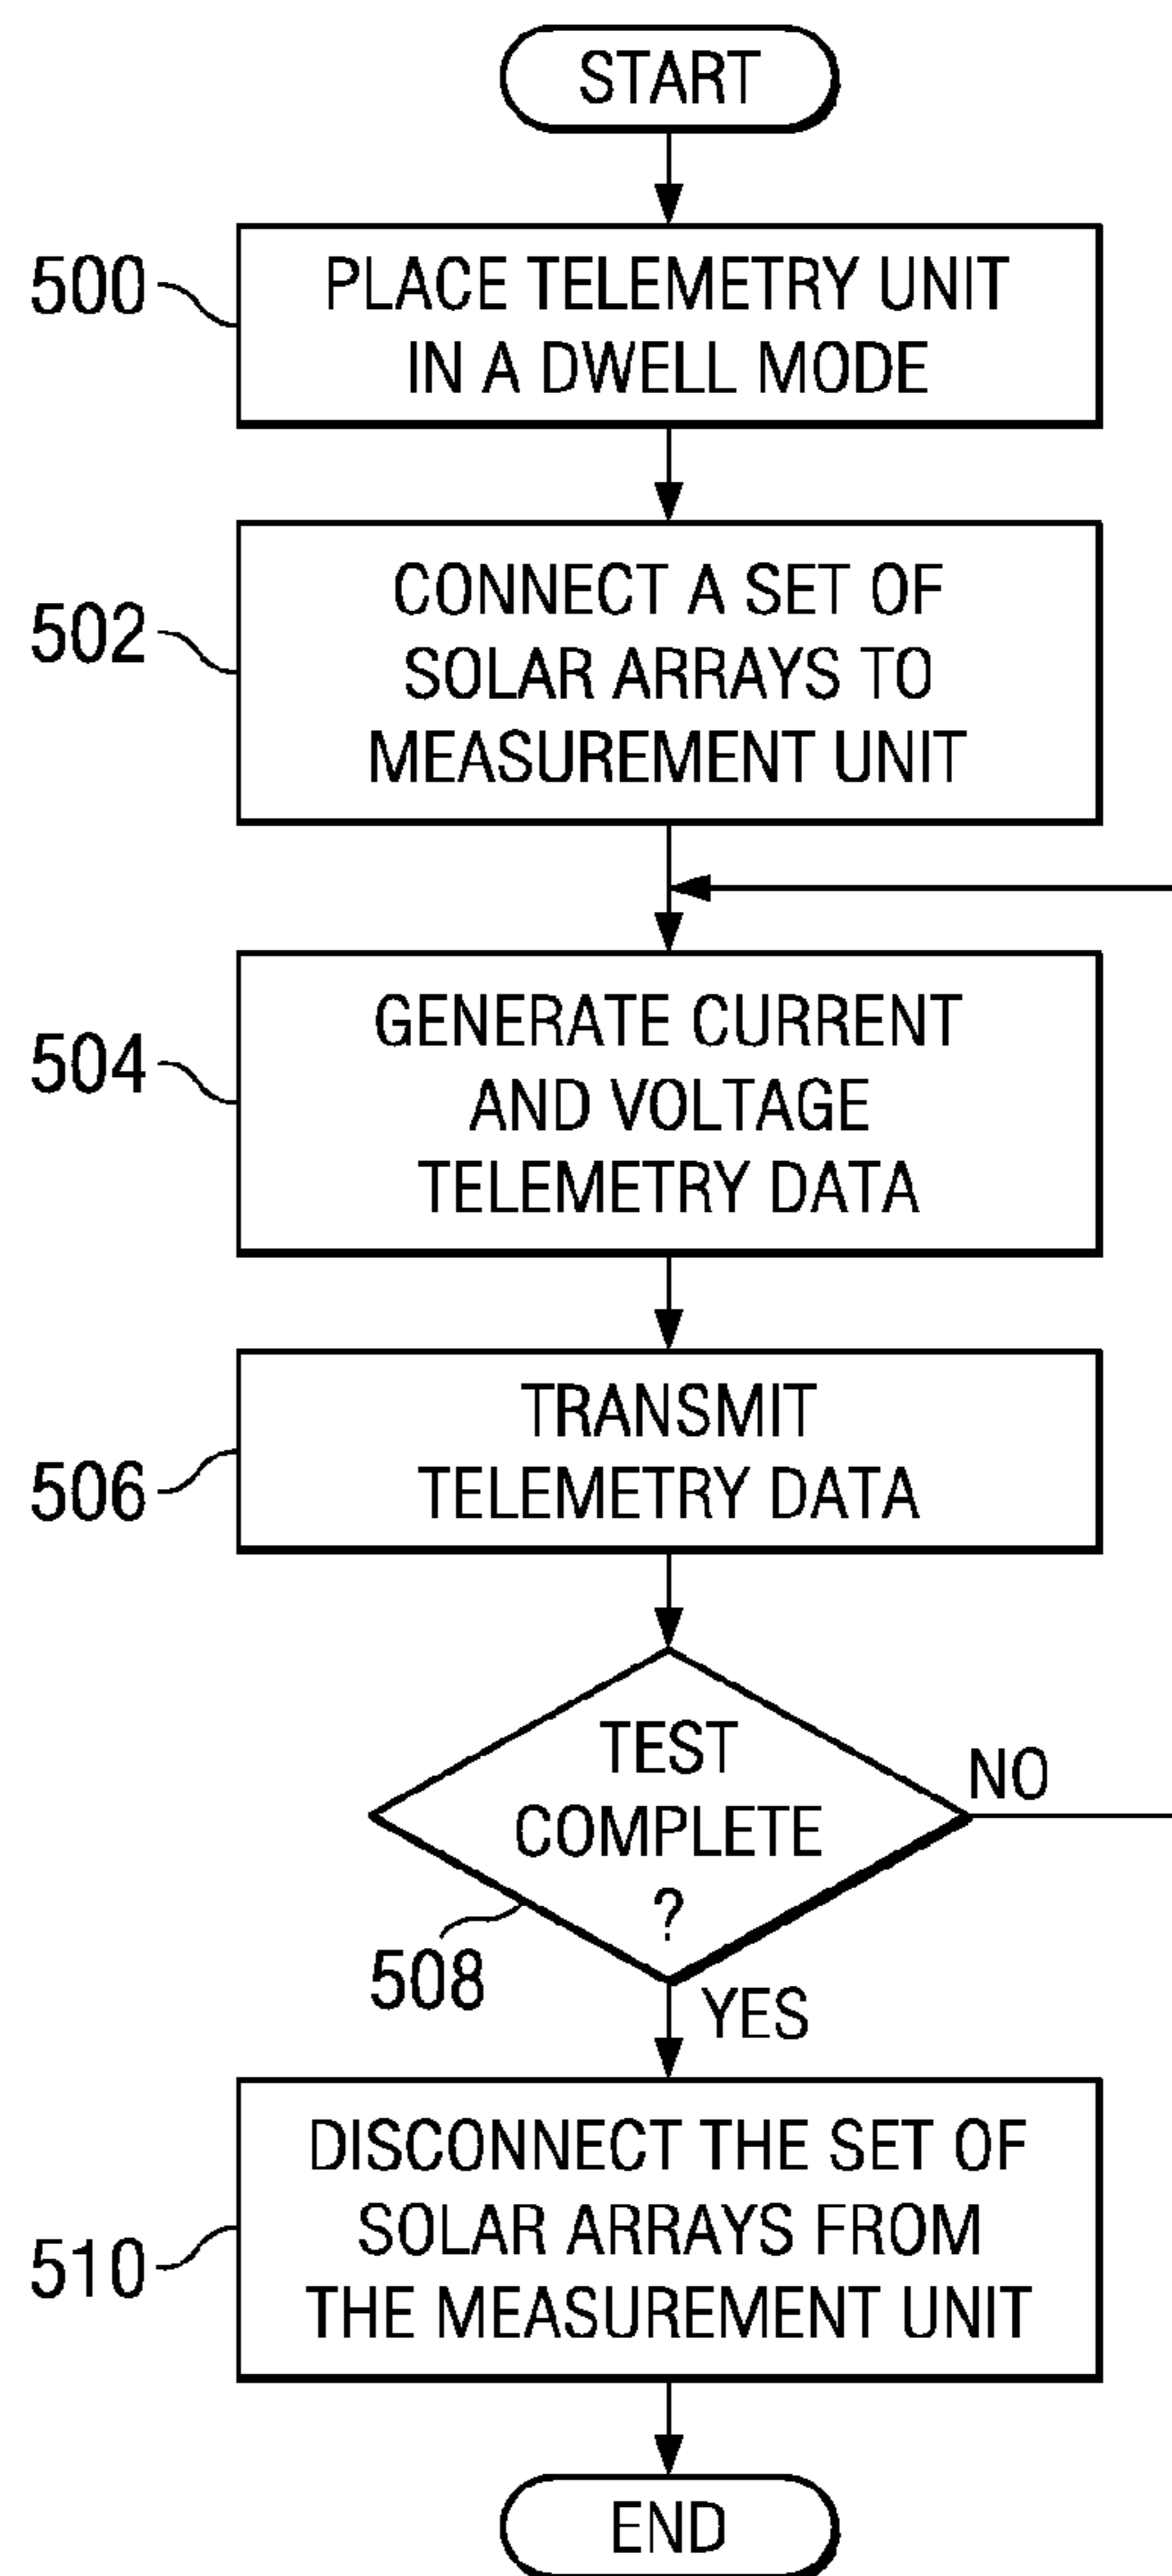 START
500
PLACE TELEMETRY UNIT
IN A DWELL MODE
502
CONNECT A SET OF
SOLAR ARRAYS TO
MEASUREMENT UNIT
504
GENERATE CURRENT
AND VOLTAGE
TELEMETRY DATA
506
TRANSMIT
TELEMETRY DATA
TEST
COMPLETE
?
NO
508
YES
510
DISCONNECT THE SET OF
SOLAR ARRAYS FROM
THE MEASUREMENT UNIT
END